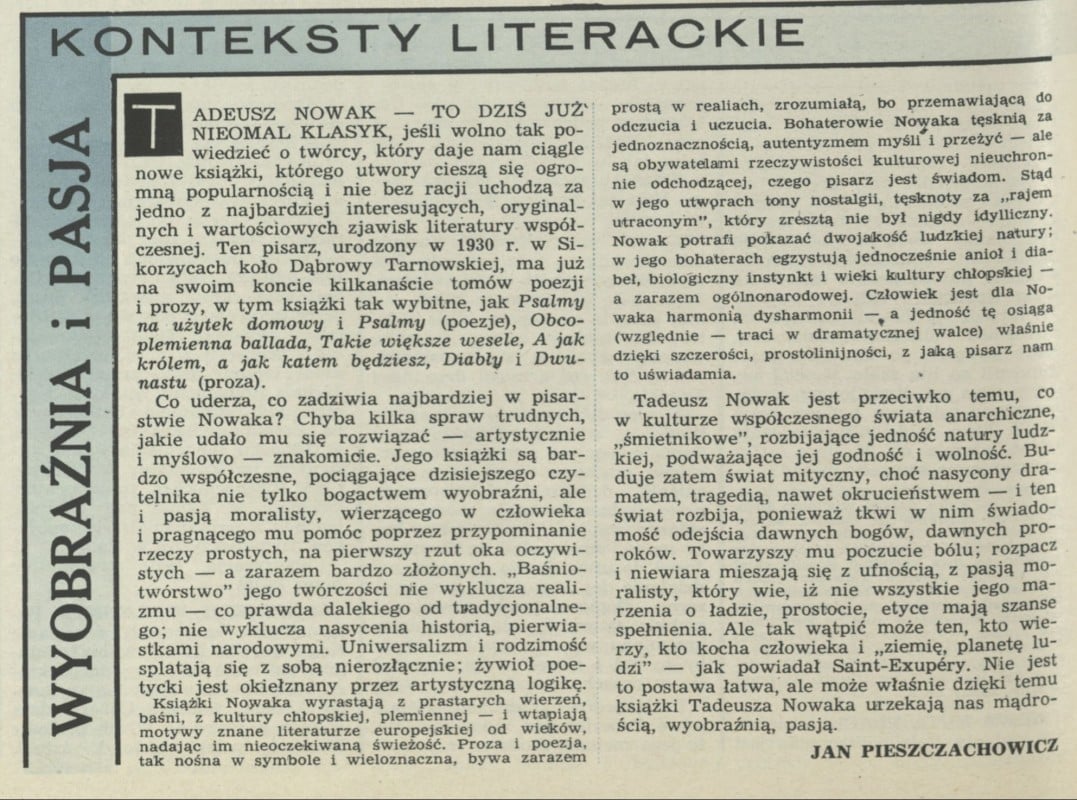 KONTEKSTY LITERACKIE
WYOBRAŹNIA i PASJA
TADEUSZ NOWAK — TO DZIŚ JUŻ
NIEOMAL KLASYK, jeśli wolno tak po-
wiedzieć o twórcy, który daje nam ciągle
nowe książki, którego utwory cieszą się ogro-
mną popularnością i nie bez racji uchodzą za
jedno z najbardziej interesujących, oryginal-
nych i wartościowych zjawisk literatury współ-
czesnej. Ten pisarz, urodzony w 1930 r. w Si-
korzycach koło Dąbrowy Tarnowskiej, ma już
na swoim koncie kilkanaście tomów poezji
i prozy, w tym książki tak wybitne, jak Psalmy
na użytek domowy i Psalmy (poezje), Obco-
plemienna ballada, Takie większe wesele, A jak
królem, a jak katem będziesz, Diabły i Dwu-
nastu (proza).
Co uderza, co zadziwia najbardziej w pisar-
stwie Nowaka? Chyba kilka spraw trudnych,
jakie udało mu się rozwiązać — artystycznie
i myślowo — znakomicie. Jego książki są bar-
dzo współczesne, pociągające dzisiejszego czy-
telnika nie tylko bogactwem wyobraźni, ale
i pasją moralisty, wierzącego w człowieka
i pragnącego mu pomóc poprzez przypominanie
rzeczy prostych, na pierwszy rzut oka oczywi-
stych — a zarazem bardzo złożonych. „Baśnio-
twórstwo” jego twórczości nie wyklucza reali-
zmu — co prawda dalekiego od tradycjonalne-
go; nie wyklucza nasycenia historią, pierwia-
stkami narodowymi. Uniwersalizm i rodzimość
splatają się z sobą nierozłącznie; żywioł poe-
tycki jest okiełznany przez artystyczną logikę.
Książki Nowaka wyrastają z prastarych wierzeń,
baśni, z kultury chłopskiej, plemiennej — i wtapiają
motywy znane literaturze europejskiej od wieków,
nadając im nieoczekiwaną świeżość. Proza i poezja,
tak nośna w symbole i wieloznaczna, bywa zarazem
prostą w realiach, zrozumiałą, bo przemawiającą do
odczucia i uczucia. Bohaterowie Nowaka tęsknią za
jednoznacznością, autentyzmem myśli i przeżyć — ale
są obywatelami rzeczywistości kulturowej nieuchron-
nie odchodzącej, czego pisarz jest świadom. Stąd
w jego utworach tony nostalgii, tęsknoty za „rajem
utraconym”, który zresztą nie był nigdy idylliczny.
Nowak potrafi pokazać dwojakość ludzkiej natury;
w jego bohaterach egzystują jednocześnie anioł i dia-
beł, biologiczny instynkt i wieki kultury chłopskiej —
a zarazem ogólnonarodowej. Człowiek jest dla No-
waka harmonią dysharmonii — a jedność tę osiąga
(względnie — traci w dramatycznej walce) właśnie
dzięki szczerości, prostolinijności, z jaką pisarz nam
to uświadamia.
Tadeusz Nowak jest przeciwko temu, co
w kulturze współczesnego świata anarchiczne,
„śmietnikowe”, rozbijające jedność natury ludz-
kiej, podważające jej godność i wolność. Bu-
duje zatem świat mityczny, choć nasycony dra-
matem, tragedią, nawet okrucieństwem — i ten
świat rozbija, ponieważ tkwi w nim świado-
mość odejścia dawnych bogów, dawnych pro-
roków. Towarzyszy mu poczucie bólu; rozpacz
i niewiara mieszają się z ufnością, z pasją mo-
ralisty, który wie, iż nie wszystkie jego ma-
rzenia o ładzie, prostocie, etyce mają szanse
spełnienia. Ale tak wątpić może ten, kto wie-
rzy, kto kocha człowieka i „ziemię, planetę lu-
dzi” — jak powiadał Saint-Exupéry. Nie jest
to postawa łatwa, ale może właśnie dzięki temu
książki Tadeusza Nowaka urzekają nas mądro-
ścią, wyobraźnią, pasją.
JAN PIESZCZACHOWICZ